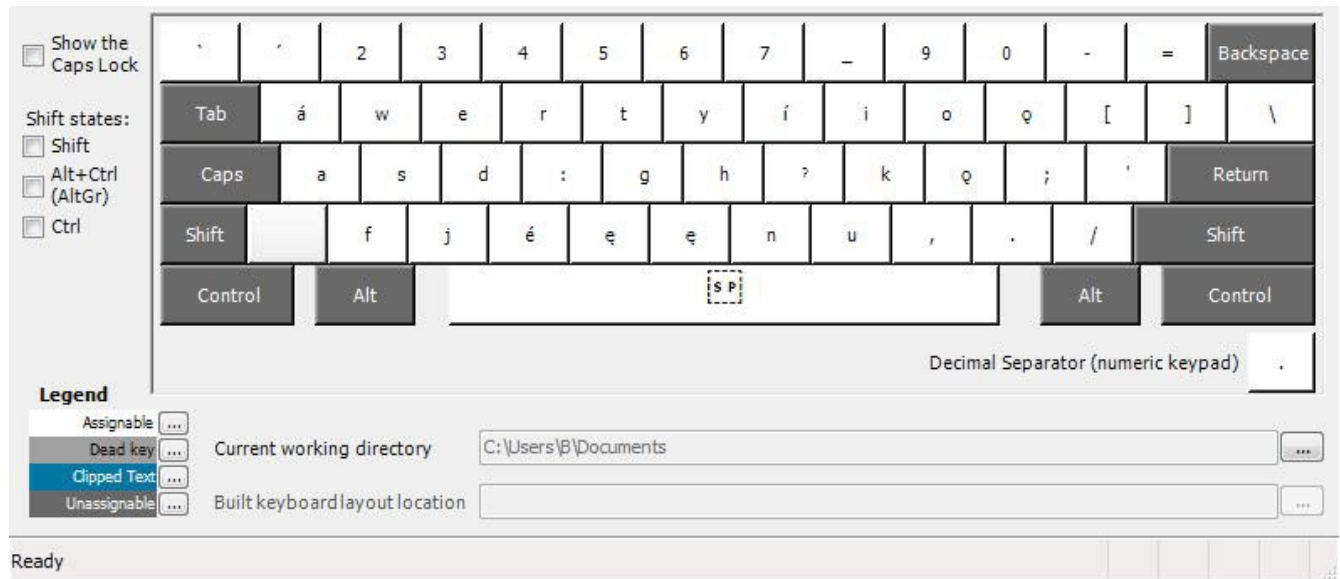 Show the
Caps Lock
` ´ 2 3 4 5 6 7 _ 9 0 - = Backspace
Tab á w e r t y í i o ǫ [ ] \
Shift states:
Shift
Alt+Ctrl
(AltGr)
Ctrl
Caps a s d : g h ? k ǫ ; ' Return
Shift f j é ę ę n u , . / Shift
Control Alt SP Alt Control
Decimal Separator (numeric keypad) .
Legend
Assignable ...
Dead key ...
Clipped Text ...
Unassignable ...
Current working directory C:\Users\B\Documents ...
Built keyboard layout location ...
Ready